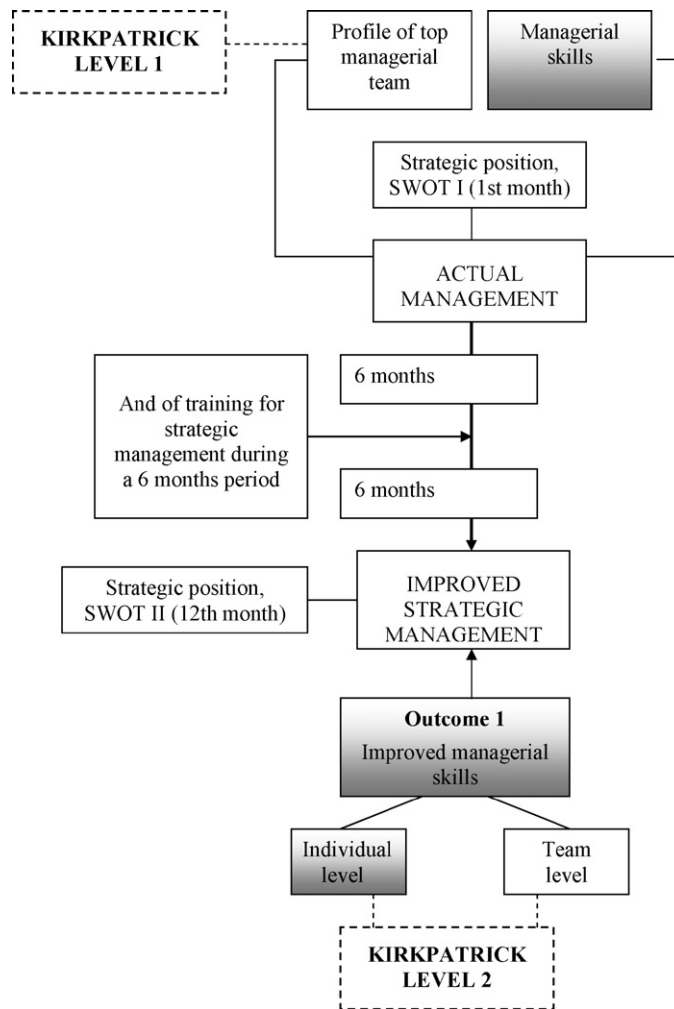 KIRKPATRICK
LEVEL 1
Profile of top
managerial
team
Managerial
skills
Strategic position,
SWOT I (1st month)
ACTUAL
MANAGEMENT
6 months
And of training for
strategic
management during
a 6 months period
6 months
Strategic position,
SWOT II (12th month)
IMPROVED
STRATEGIC
MANAGEMENT
Outcome 1
Improved managerial
skills
Individual
level
Team
level
KIRKPATRICK
LEVEL 2